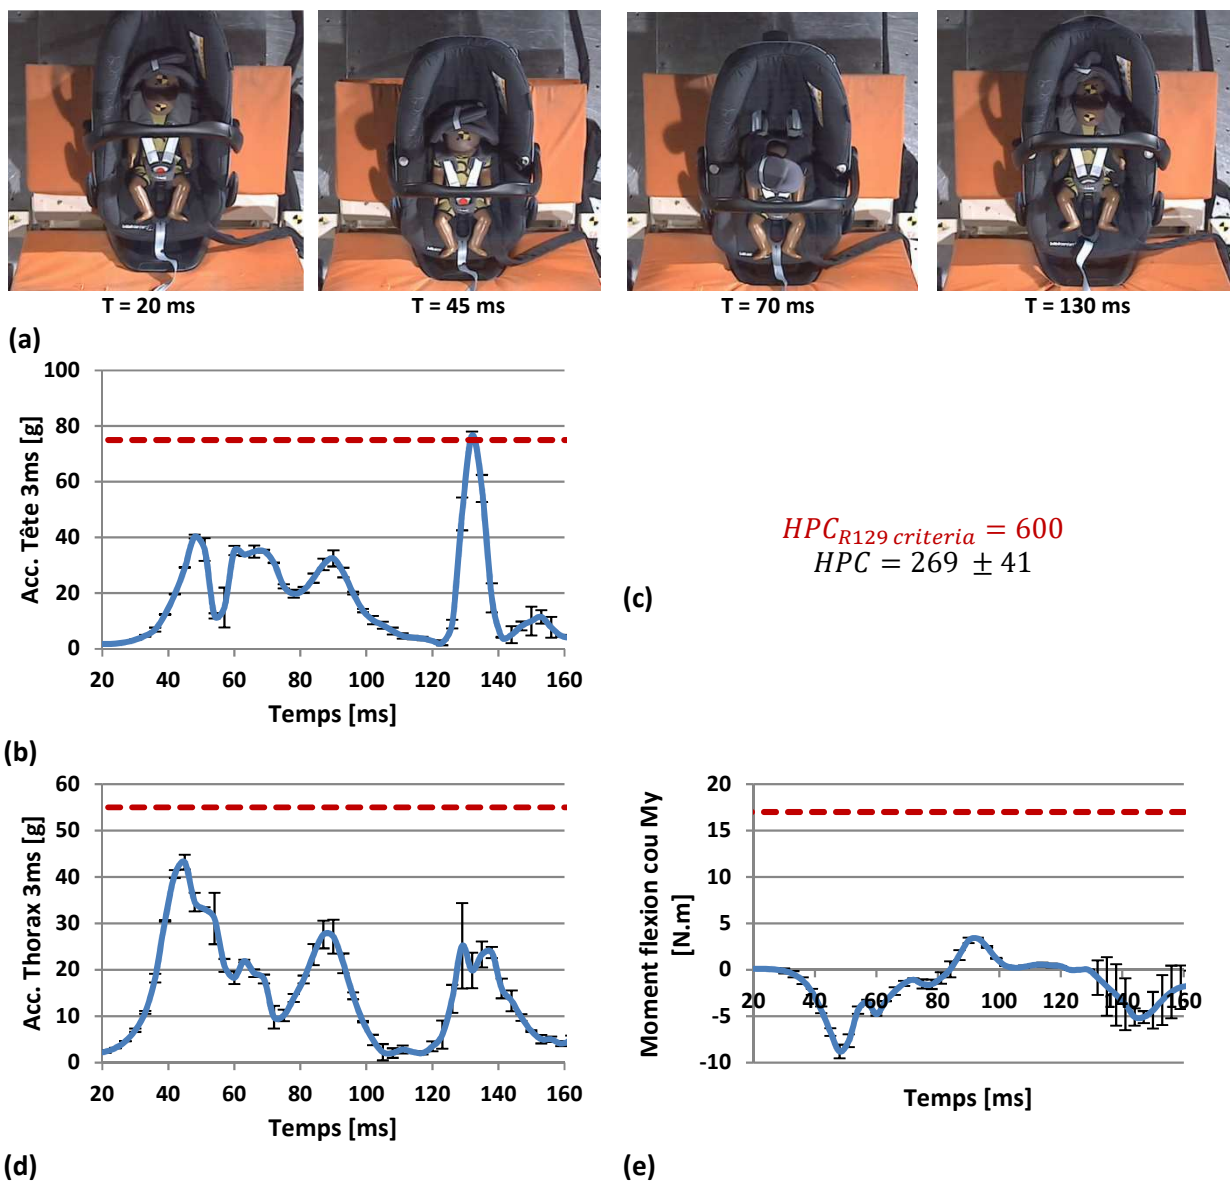 T = 20 ms
T = 45 ms
T = 70 ms
T = 130 ms
(a)
Acc. Tête 3ms [g]
100
80
60
40
20
0
20 40 60 80 100 120 140 160
Temps [ms]
(b)
HPC_R129 criteria = 600
HPC = 269 ± 41
(c)
Acc. Thorax 3ms [g]
60
50
40
30
20
10
0
20 40 60 80 100 120 140 160
Temps [ms]
(d)
Moment flexion cou My
[N.m]
20
15
10
5
0
-5
-10
20 40 60 80 100 120 140 160
Temps [ms]
(e)